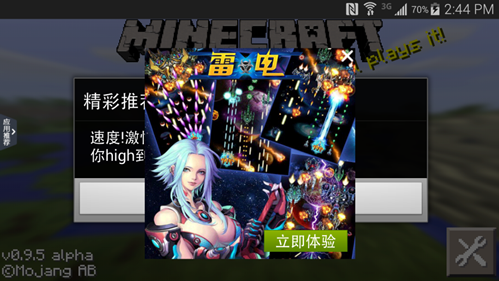 3G 70% 2:44 PM
MINECRAFT
plays it!
雷电
精彩推荐
速度!激情
你high到
应用推荐
立即体验
v0.9.5 alpha
©Mojang AB